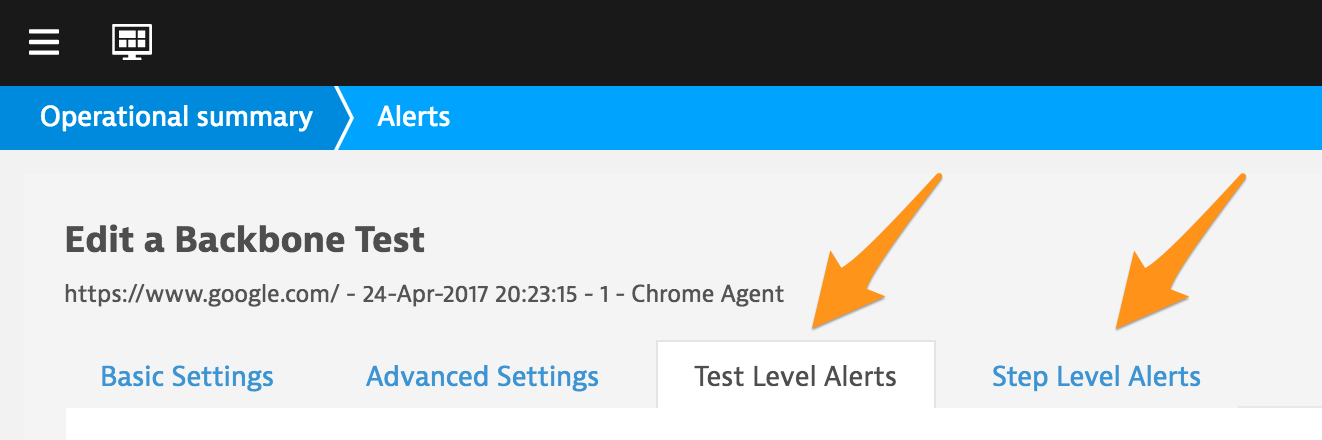 Operational summary Alerts
Edit a Backbone Test
https://www.google.com/ - 24-Apr-2017 20:23:15 - 1 - Chrome Agent
Basic Settings Advanced Settings Test Level Alerts Step Level Alerts